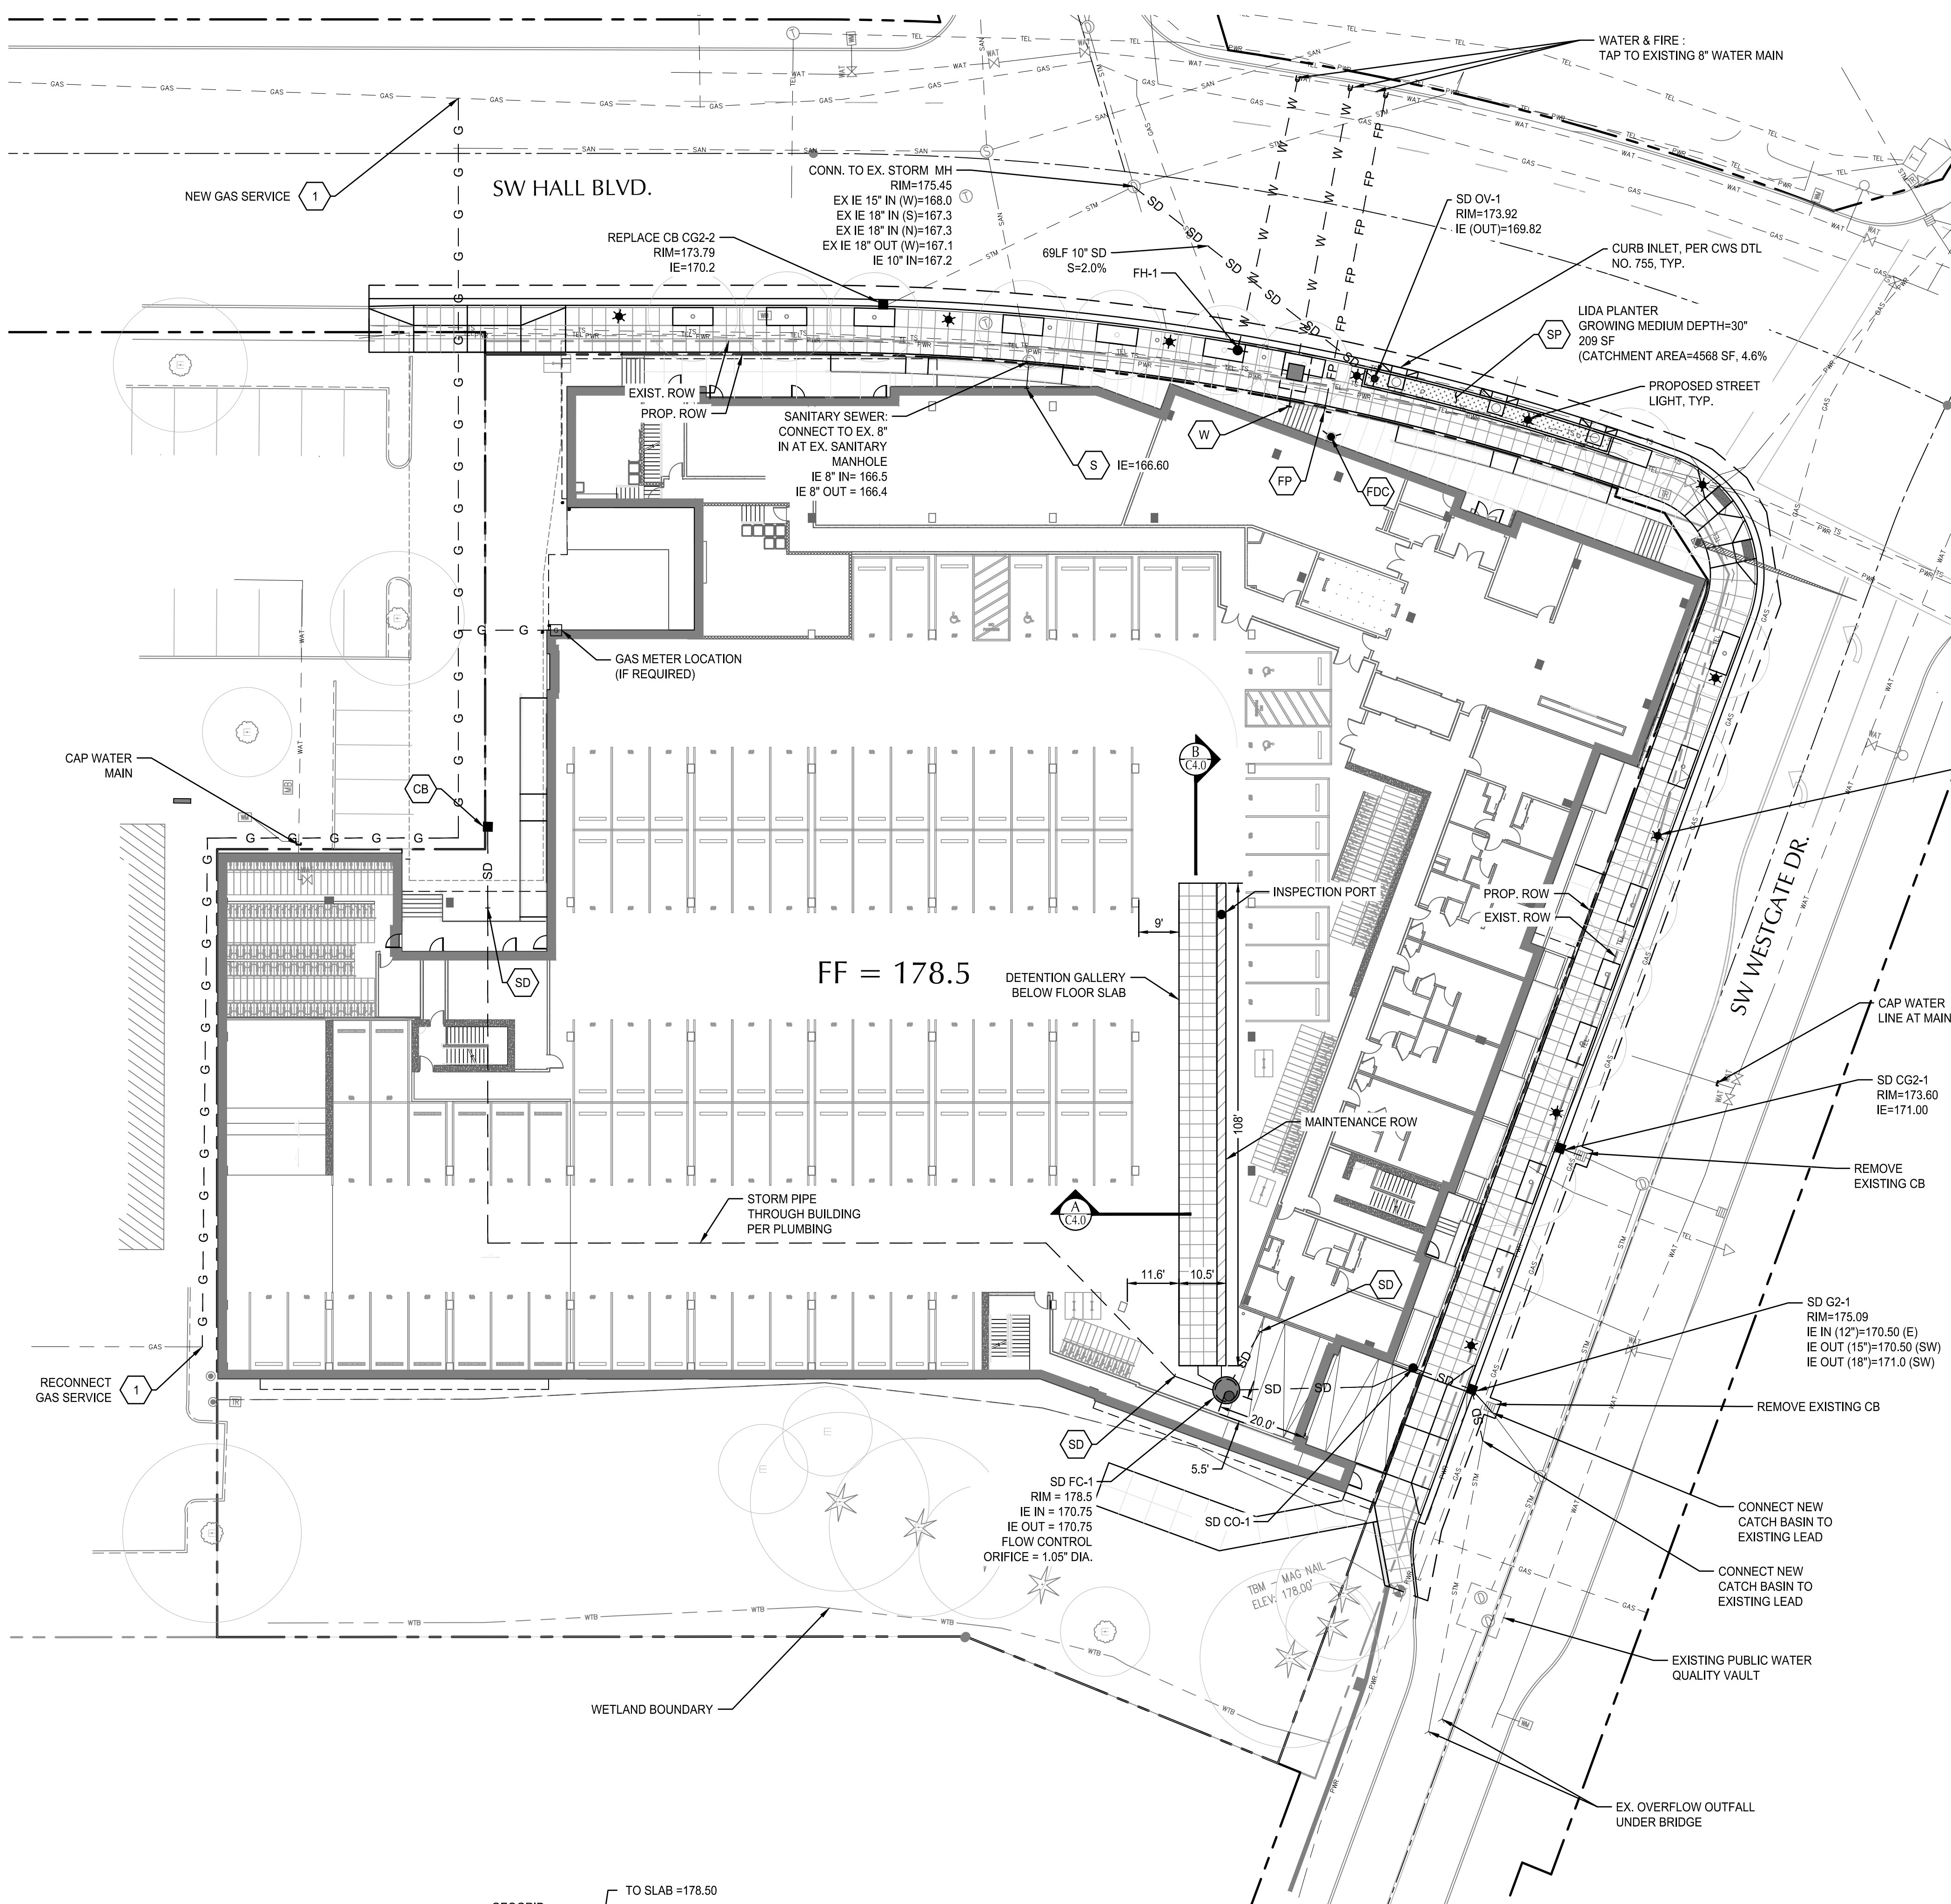 WATER & FIRE :
TAP TO EXISTING 8" WATER MAIN
NEW GAS SERVICE
1
SW HALL BLVD.
CONN. TO EX. STORM MH
RIM=175.45
EX IE 15" IN (W)=168.0
EX IE 18" IN (S)=167.3
EX IE 18" IN (N)=167.3
EX IE 18" OUT (W)=167.1
IE 10" IN=167.2
REPLACE CB CG2-2
RIM=173.79
IE=170.2
69LF 10" SD
S=2.0%
FH-1
SD OV-1
RIM=173.92
IE (OUT)=169.82
CURB INLET, PER CWS DTL
NO. 755, TYP.
SP
LIDA PLANTER
GROWING MEDIUM DEPTH=30"
209 SF
(CATCHMENT AREA=4568 SF, 4.6%
PROPOSED STREET
LIGHT, TYP.
EXIST. ROW
PROP. ROW
SANITARY SEWER:
CONNECT TO EX. 8"
IN AT EX. SANITARY
MANHOLE
IE 8" IN= 166.5
IE 8" OUT = 166.4
S
IE=166.60
W
FP
FDC
GAS METER LOCATION
(IF REQUIRED)
CAP WATER
MAIN
CB
B
C4.0
SD
INSPECTION PORT
9'
FF = 178.5
DETENTION GALLERY
BELOW FLOOR SLAB
PROP. ROW
EXIST. ROW
SW WESTGATE DR.
CAP WATER
LINE AT MAIN
SD CG2-1
RIM=173.60
IE=171.00
108'
MAINTENANCE ROW
REMOVE
EXISTING CB
STORM PIPE
THROUGH BUILDING
PER PLUMBING
A
C4.0
11.6'
10.5'
SD
SD G2-1
RIM=175.09
IE IN (12")=170.50 (E)
IE OUT (15")=170.50 (SW)
IE OUT (18")=171.0 (SW)
RECONNECT
GAS SERVICE
1
REMOVE EXISTING CB
20.0'
5.5'
SD
SD FC-1
RIM = 178.5
IE IN = 170.75
IE OUT = 170.75
FLOW CONTROL
ORIFICE = 1.05" DIA.
SD CO-1
CONNECT NEW
CATCH BASIN TO
EXISTING LEAD
CONNECT NEW
CATCH BASIN TO
EXISTING LEAD
TBM - MAG NAIL
ELEV: 178.00'
EXISTING PUBLIC WATER
QUALITY VAULT
WETLAND BOUNDARY
EX. OVERFLOW OUTFALL
UNDER BRIDGE
TO SLAB =178.50